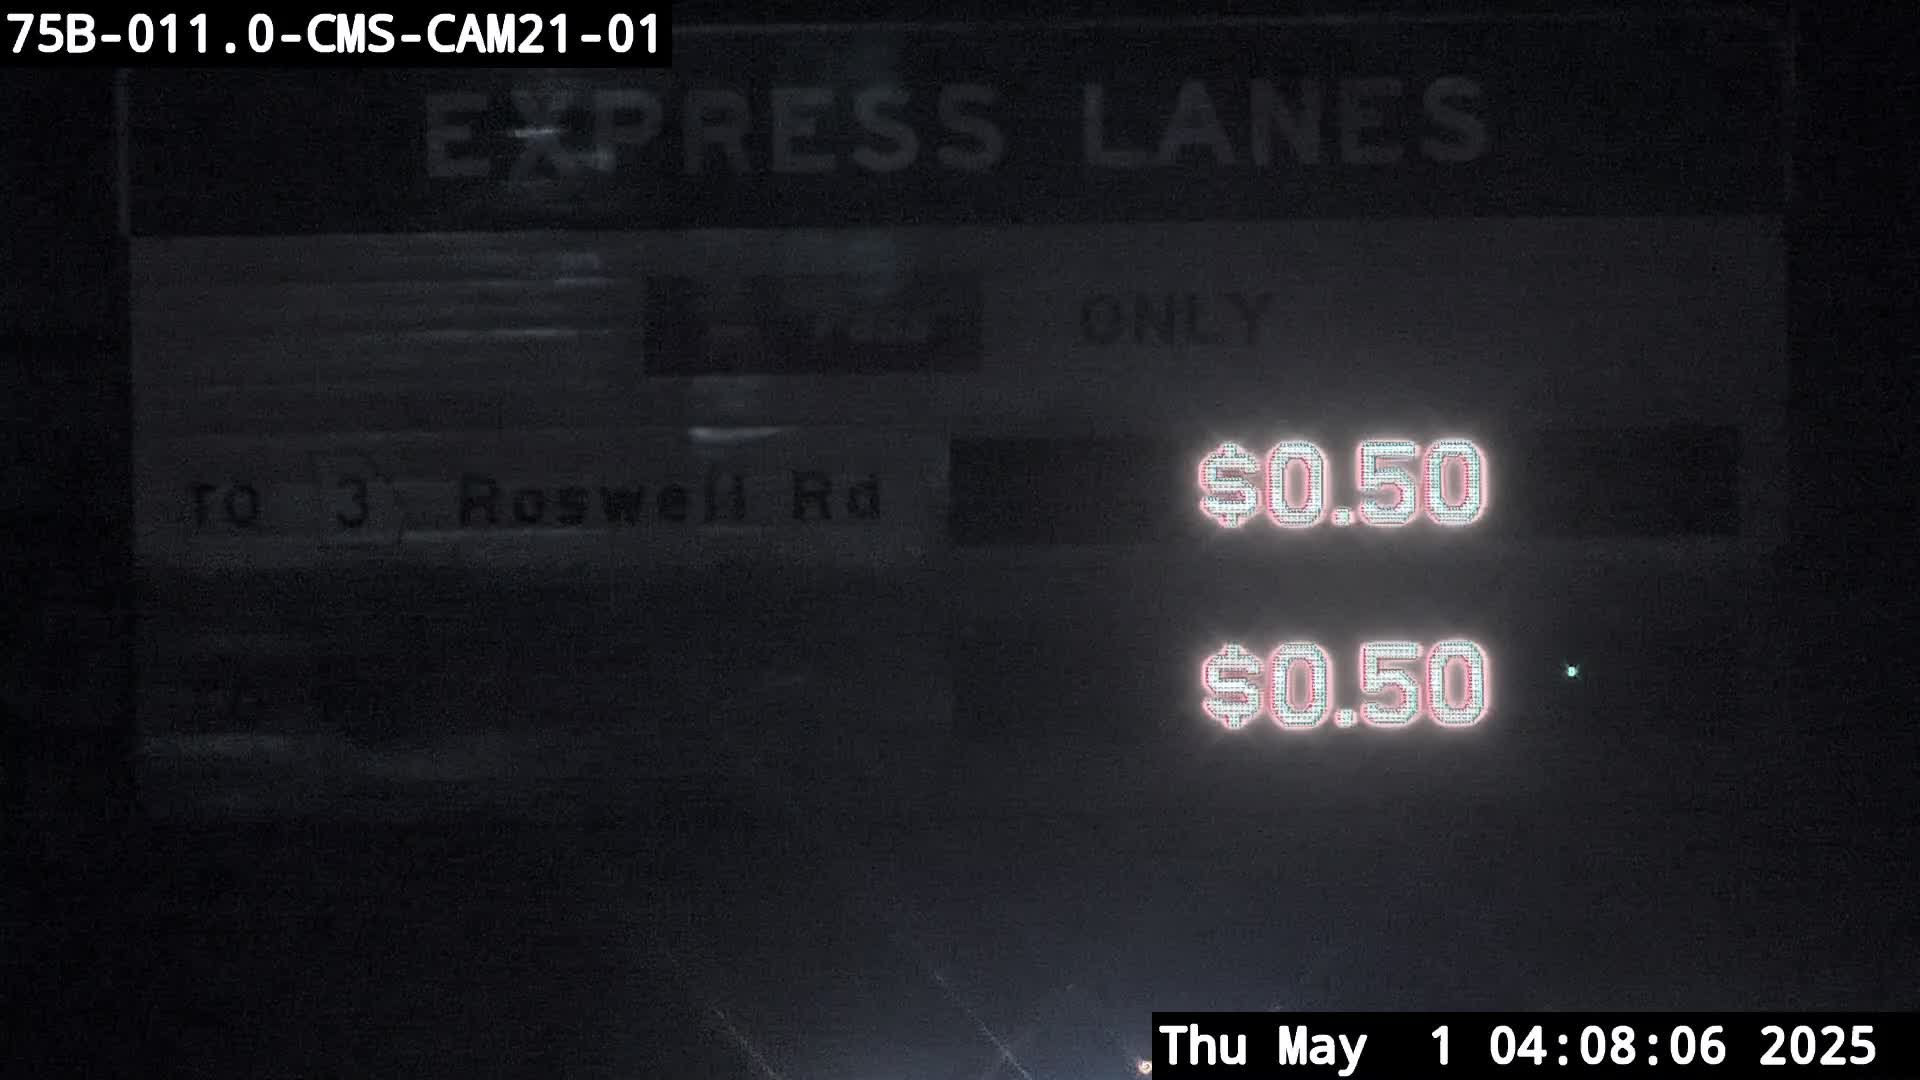 75B-011.0-CMS-CAM21-01
EXPRESS LANES
ONLY
TO 3 Roswell Rd $0.50
$0.50
Thu May 1 04:08:06 2025